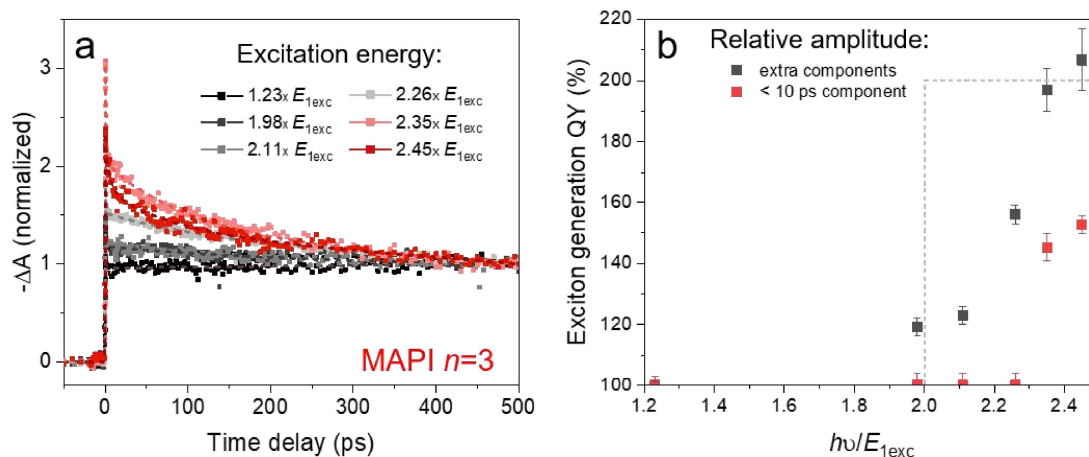 a
Excitation energy:
1.23x E1exc
2.26x E1exc
1.98x E1exc
2.35x E1exc
2.11x E1exc
2.45x E1exc
-ΔA (normalized)
3
2
1
0
MAPI n=3
0 100 200 300 400 500
Time delay (ps)
b
Relative amplitude:
extra components
< 10 ps component
Exciton generation QY (%)
220
200
180
160
140
120
100
1.2 1.4 1.6 1.8 2.0 2.2 2.4
hυ/E1exc